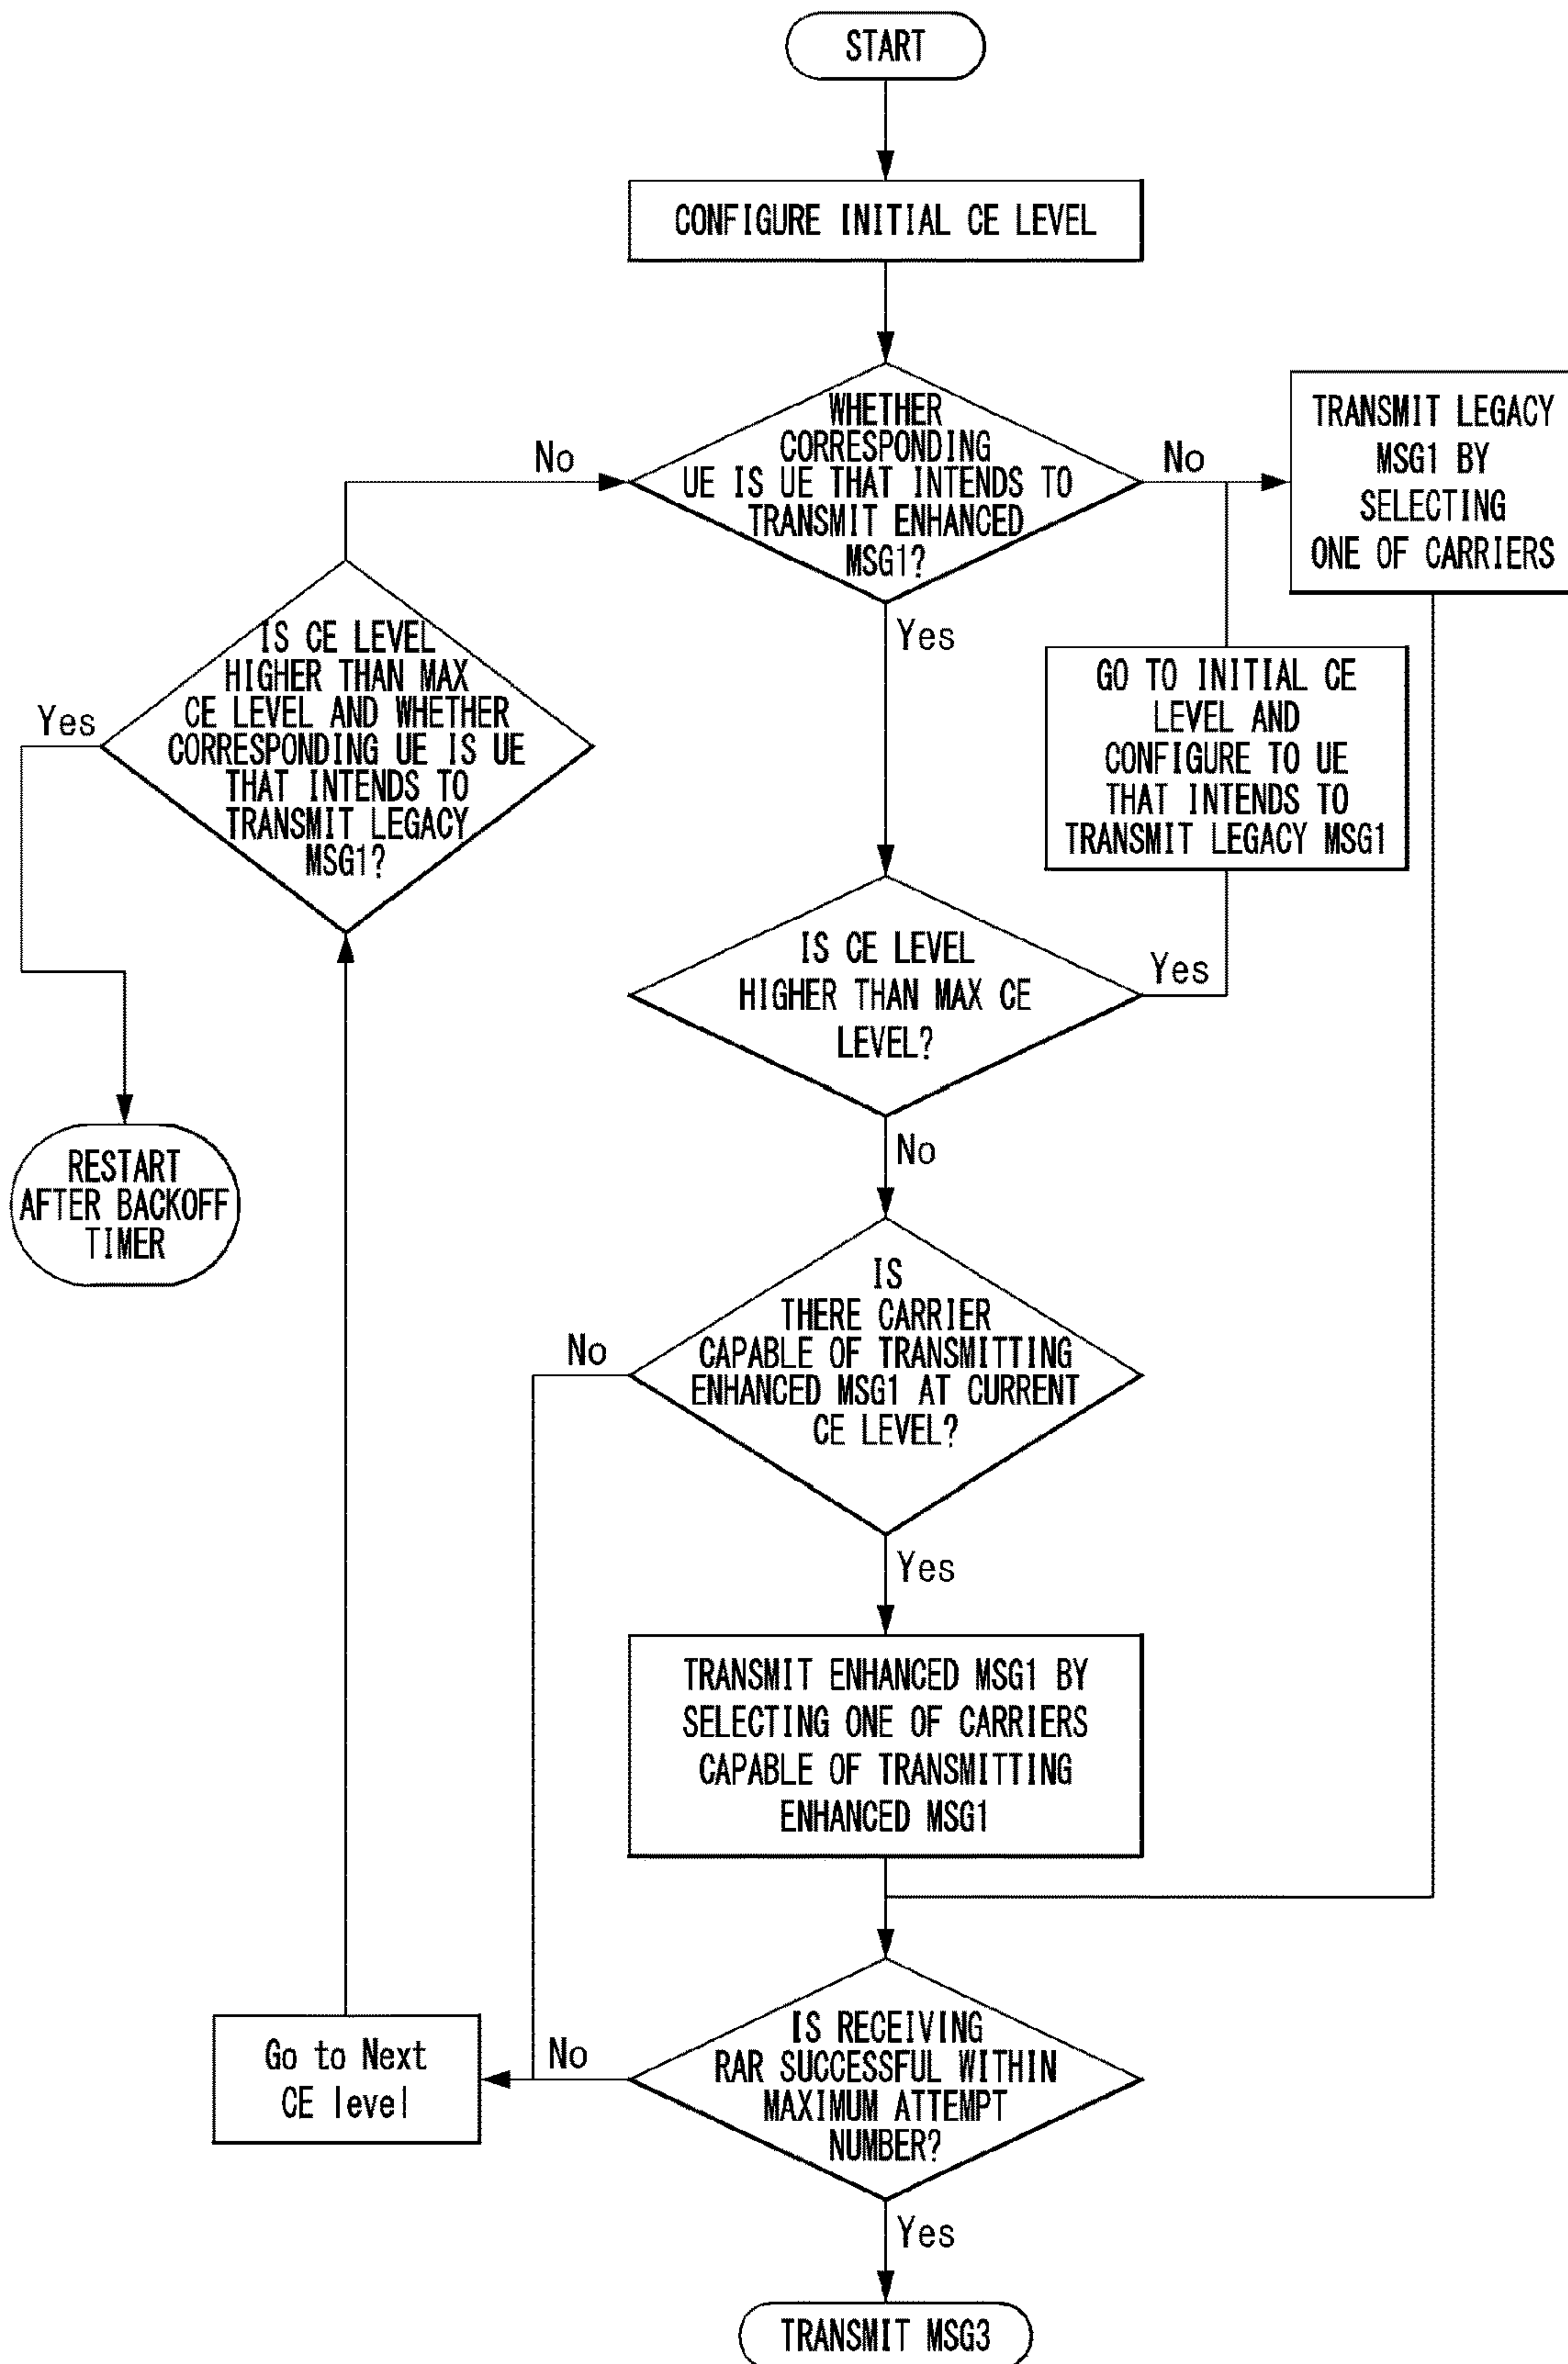 START
CONFIGURE INITIAL CE LEVEL
WHETHER
CORRESPONDING
UE IS UE THAT INTENDS TO
TRANSMIT ENHANCED
MSG1?
No
No
TRANSMIT LEGACY
MSG1 BY
SELECTING
ONE OF CARRIERS
Yes
IS CE LEVEL
HIGHER THAN MAX
CE LEVEL AND WHETHER
CORRESPONDING UE IS UE
THAT INTENDS TO
TRANSMIT LEGACY
MSG1?
Yes
GO TO INITIAL CE
LEVEL AND
CONFIGURE TO UE
THAT INTENDS TO
TRANSMIT LEGACY MSG1
IS CE LEVEL
HIGHER THAN MAX CE
LEVEL?
Yes
No
RESTART
AFTER BACKOFF
TIMER
IS
THERE CARRIER
CAPABLE OF TRANSMITTING
ENHANCED MSG1 AT CURRENT
CE LEVEL?
No
Yes
TRANSMIT ENHANCED MSG1 BY
SELECTING ONE OF CARRIERS
CAPABLE OF TRANSMITTING
ENHANCED MSG1
IS RECEIVING
RAR SUCCESSFUL WITHIN
MAXIMUM ATTEMPT
NUMBER?
No
Go to Next
CE level
Yes
TRANSMIT MSG3